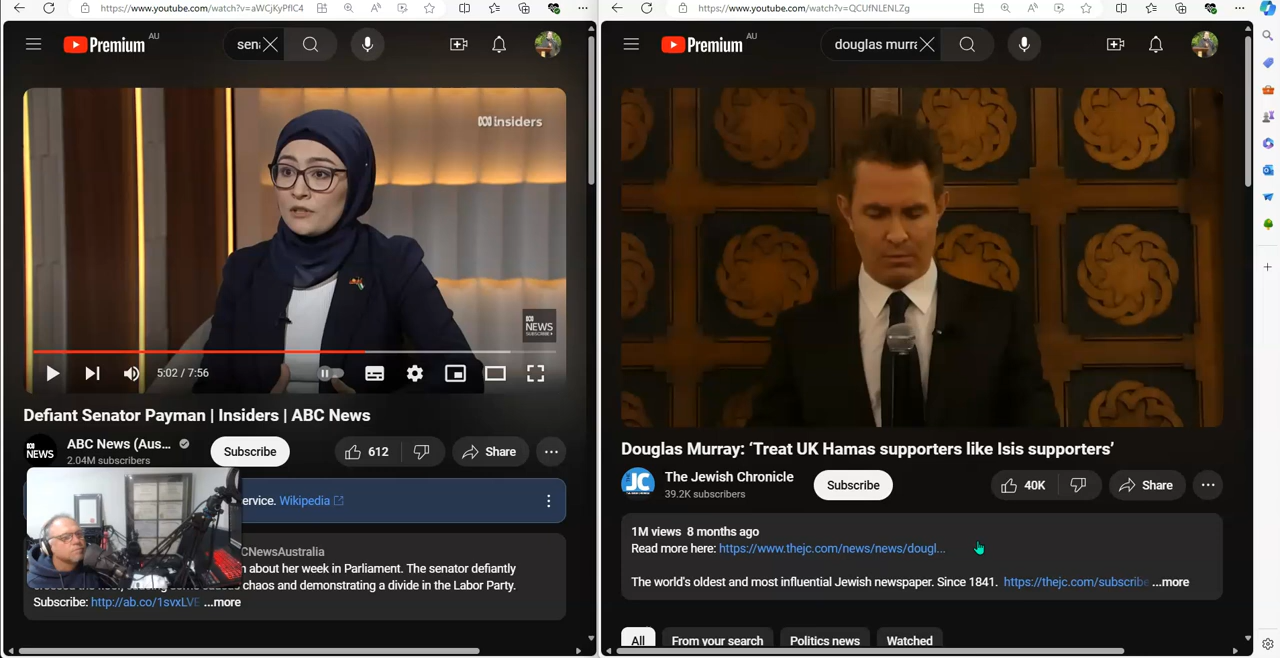 https://www.youtube.com/watch?v=aWCjKyPflC4
Premium AU
sena
insiders
NEWS
SUBSCRIBE
5:02 / 7:56
Defiant Senator Payman | Insiders | ABC News
NEWS
ABC News (Aus...
2.04M subscribers
Subscribe
612
Share
ervice. Wikipedia
CNewsAustralia
about her week in Parliament. The senator defiantly
chaos and demonstrating a divide in the Labor Party.
Subscribe: http://ab.co/1svxLVE ...more
https://www.youtube.com/watch?v=QCUfNLENLZg
Premium AU
douglas murra
Douglas Murray: ‘Treat UK Hamas supporters like Isis supporters’
JC
The Jewish Chronicle
39.2K subscribers
Subscribe
40K
Share
1M views 8 months ago
Read more here: https://www.thejc.com/news/news/dougl...
The world's oldest and most influential Jewish newspaper. Since 1841. https://thejc.com/subscribe ...more
All
From your search
Politics news
Watched